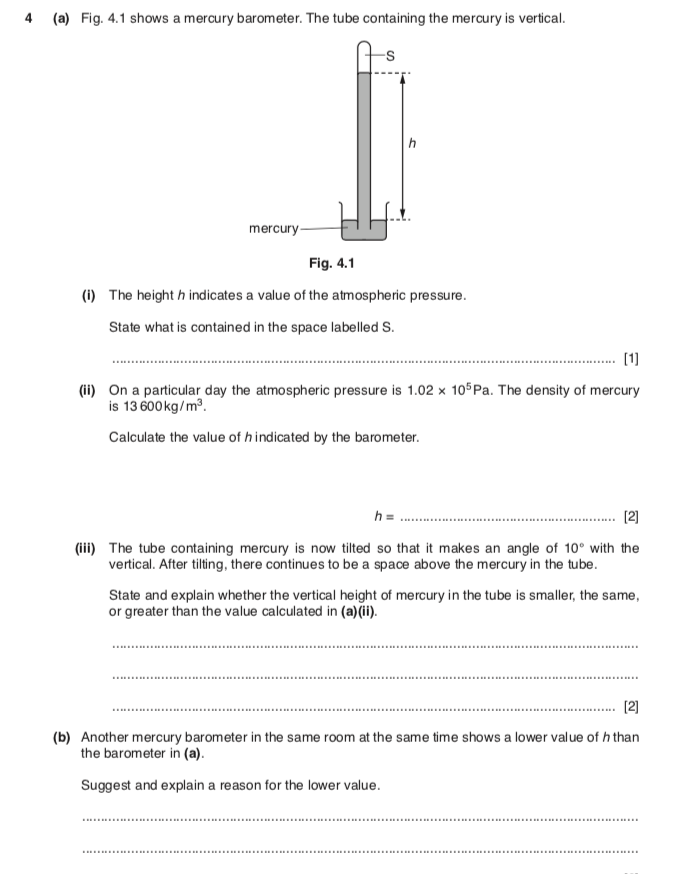 4 (a) Fig. 4.1 shows a mercury barometer. The tube containing the mercury is vertical.
S
h
mercury
Fig. 4.1
(i) The height h indicates a value of the atmospheric pressure.
State what is contained in the space labelled S.
[1]
(ii) On a particular day the atmospheric pressure is 1.02 × 10⁵ Pa. The density of mercury
is 13 600 kg/m³.
Calculate the value of h indicated by the barometer.
h = [2]
(iii) The tube containing mercury is now tilted so that it makes an angle of 10° with the
vertical. After tilting, there continues to be a space above the mercury in the tube.
State and explain whether the vertical height of mercury in the tube is smaller, the same,
or greater than the value calculated in (a)(ii).
[2]
(b) Another mercury barometer in the same room at the same time shows a lower value of h than
the barometer in (a).
Suggest and explain a reason for the lower value.